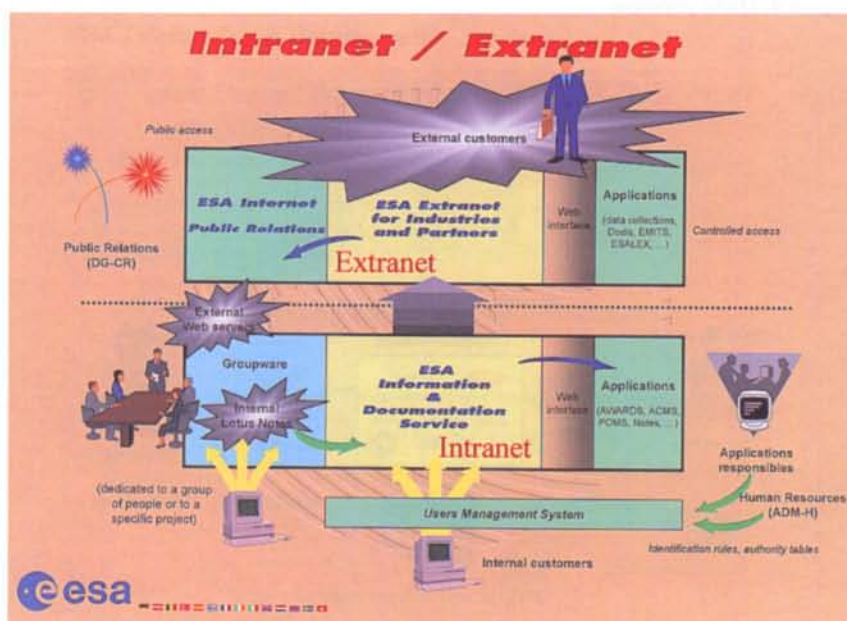 Intranet / Extranet
Public access
External customers
ESA Internet
Public Relations
ESA Extranet
for Industries
and Partners
Web
interface
Applications
(data collections,
Dodis, EMITS,
ESALEX, ...)
Controlled access
Public Relations
(DG-CR)
Extranet
External
Web servers
Groupware
Internal
Lotus Notes
ESA
Information
&
Documentation
Service
Intranet
Web
interface
Applications
(AWARDS, ACMS,
PCMS, Notes, ...)
Applications
responsibles
(dedicated to a group
of people or to a
specific project)
Users Management System
Human Resources
(ADM-H)
Internal customers
Identification rules, authority tables
esa